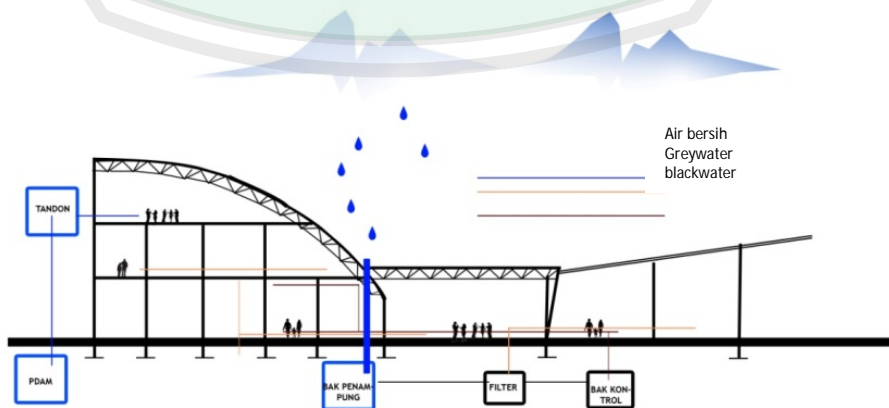 Air bersih
Greywater
blackwater
TANDON
PDAM
BAK PENAM-
PUNG
FILTER
BAK KON-
TROL